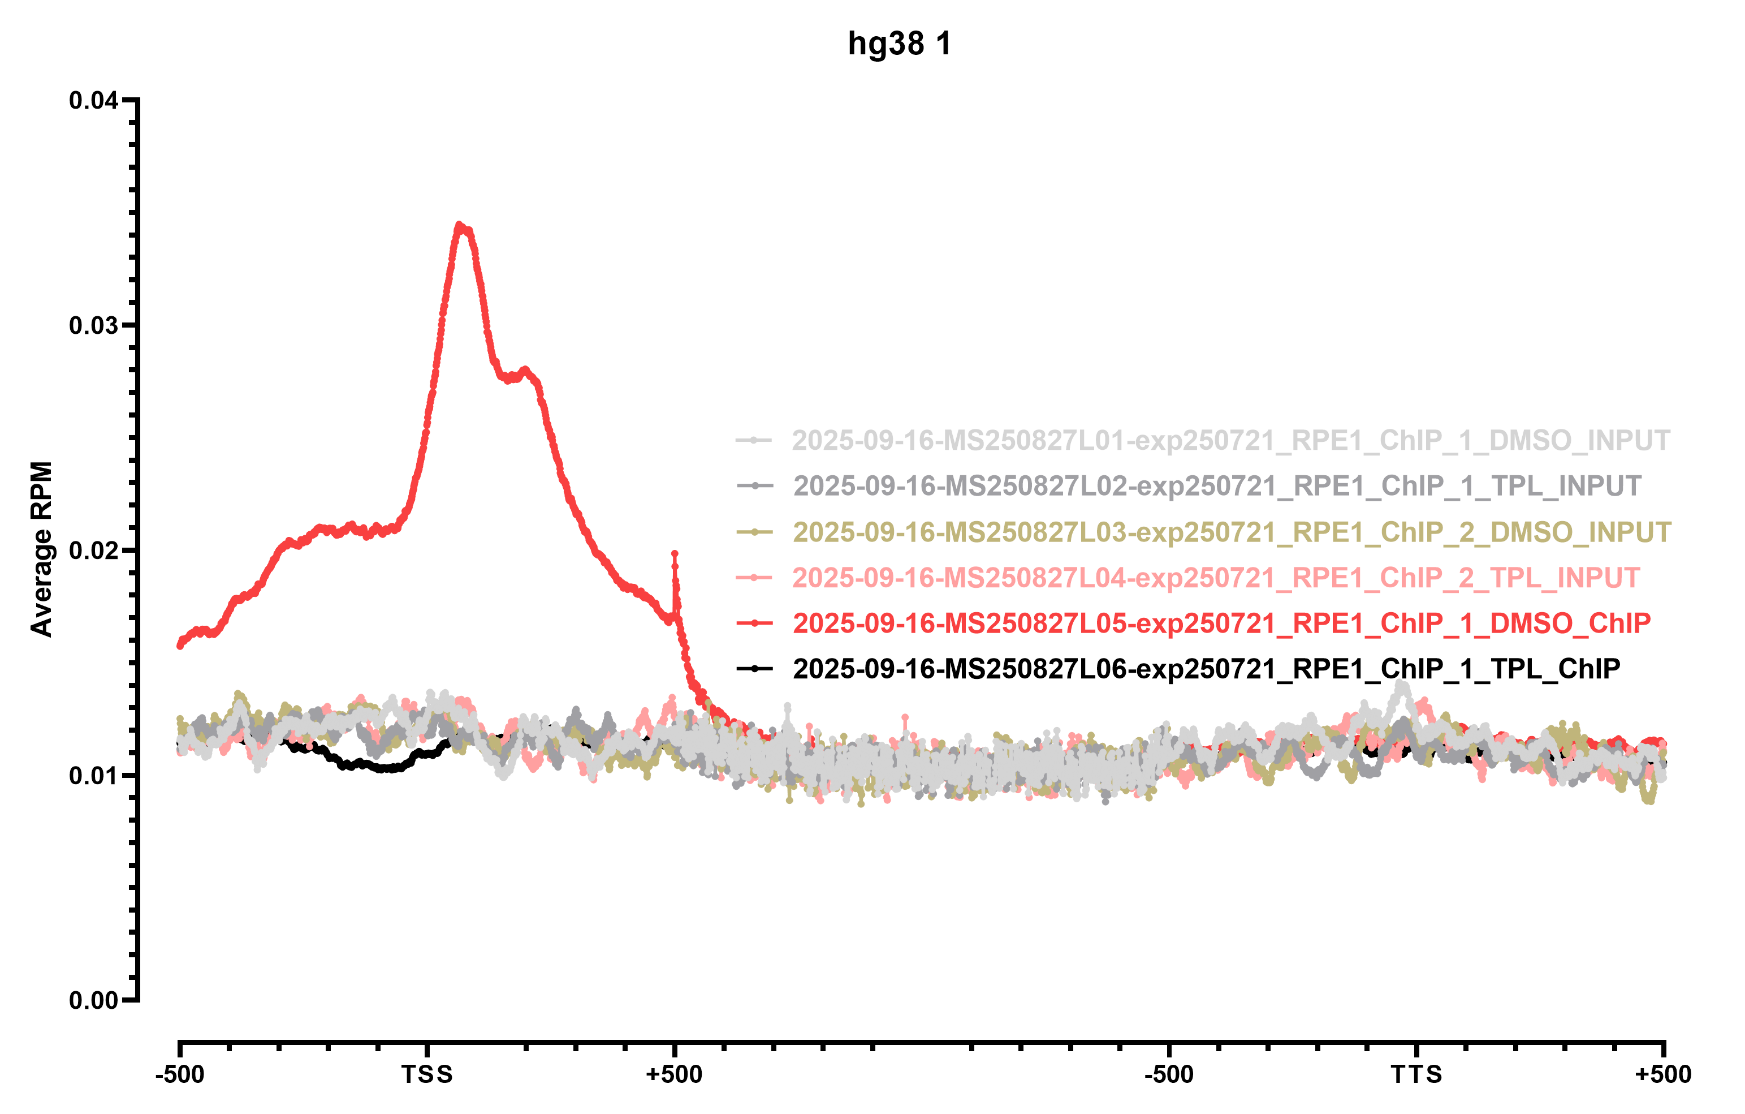 hg38 1
0.04
0.03
0.02
0.01
0.00
Average RPM
2025-09-16-MS250827L01-exp250721_RPE1_ChIP_1_DMSO_INPUT
2025-09-16-MS250827L02-exp250721_RPE1_ChIP_1_TPL_INPUT
2025-09-16-MS250827L03-exp250721_RPE1_ChIP_2_DMSO_INPUT
2025-09-16-MS250827L04-exp250721_RPE1_ChIP_2_TPL_INPUT
2025-09-16-MS250827L05-exp250721_RPE1_ChIP_1_DMSO_ChIP
2025-09-16-MS250827L06-exp250721_RPE1_ChIP_1_TPL_ChIP
-500 TSS +500 -500 TTS +500